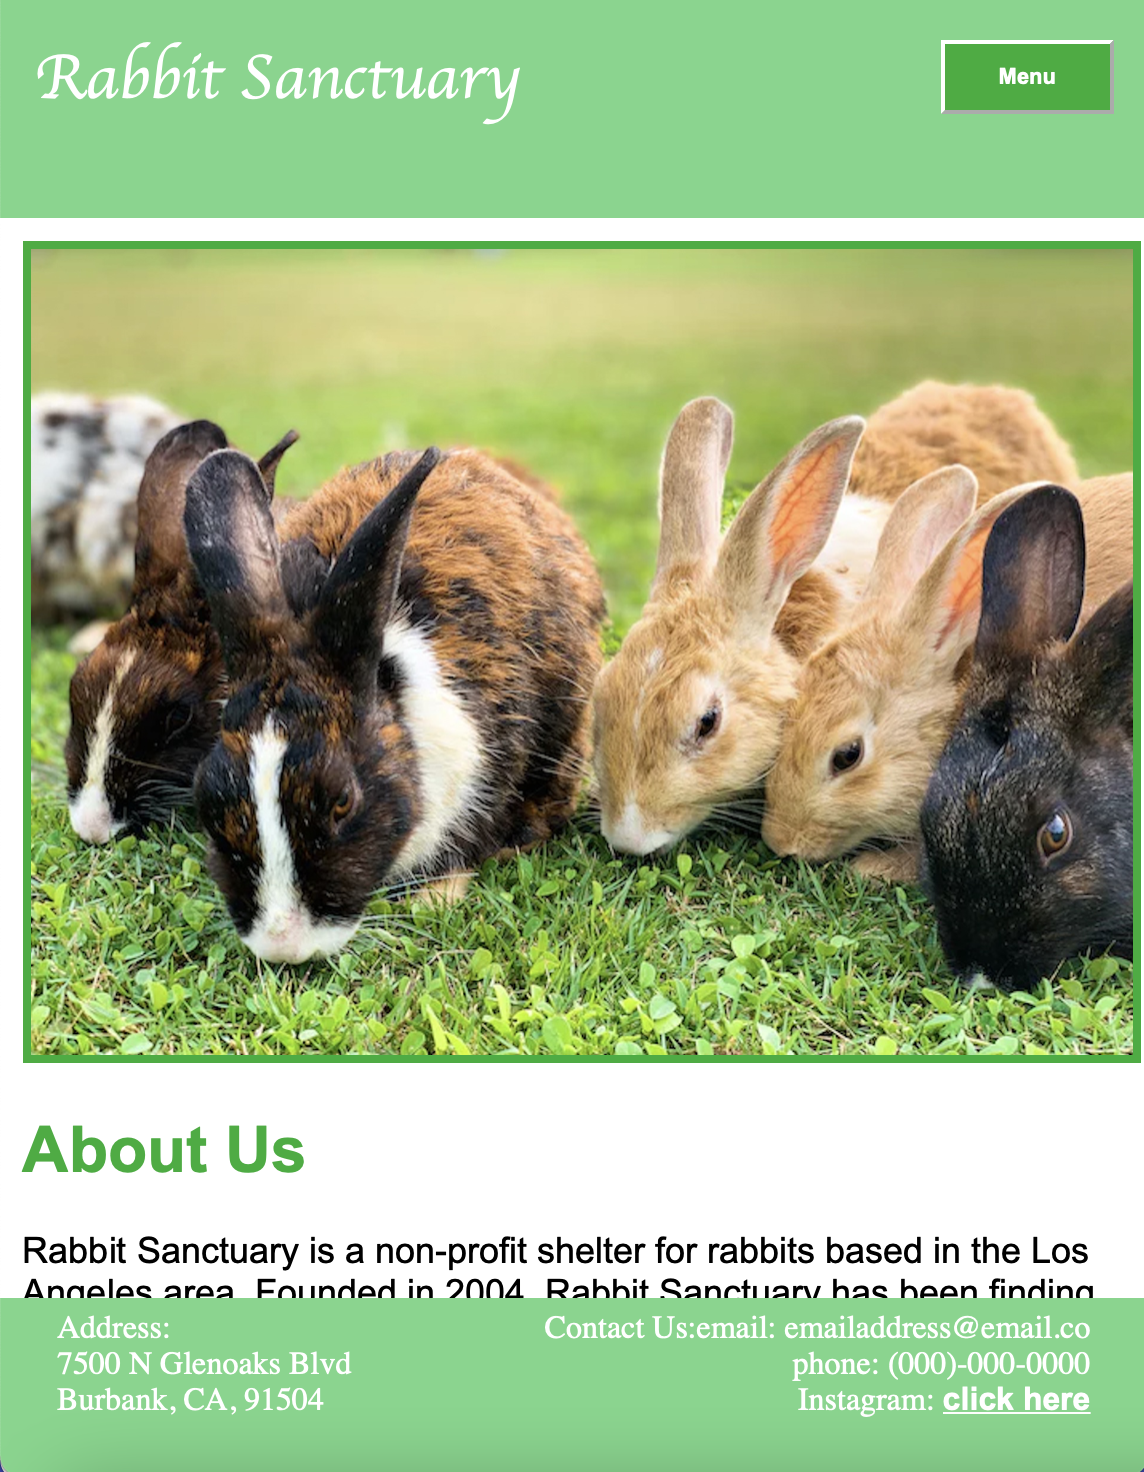 Rabbit Sanctuary
Menu
About Us
Rabbit Sanctuary is a non-profit shelter for rabbits based in the Los
Angeles area. Founded in 2004, Rabbit Sanctuary has been finding
Address:
7500 N Glenoaks Blvd
Burbank, CA, 91504
Contact Us:email: emailaddress@email.co
phone: (000)-000-0000
Instagram: click here